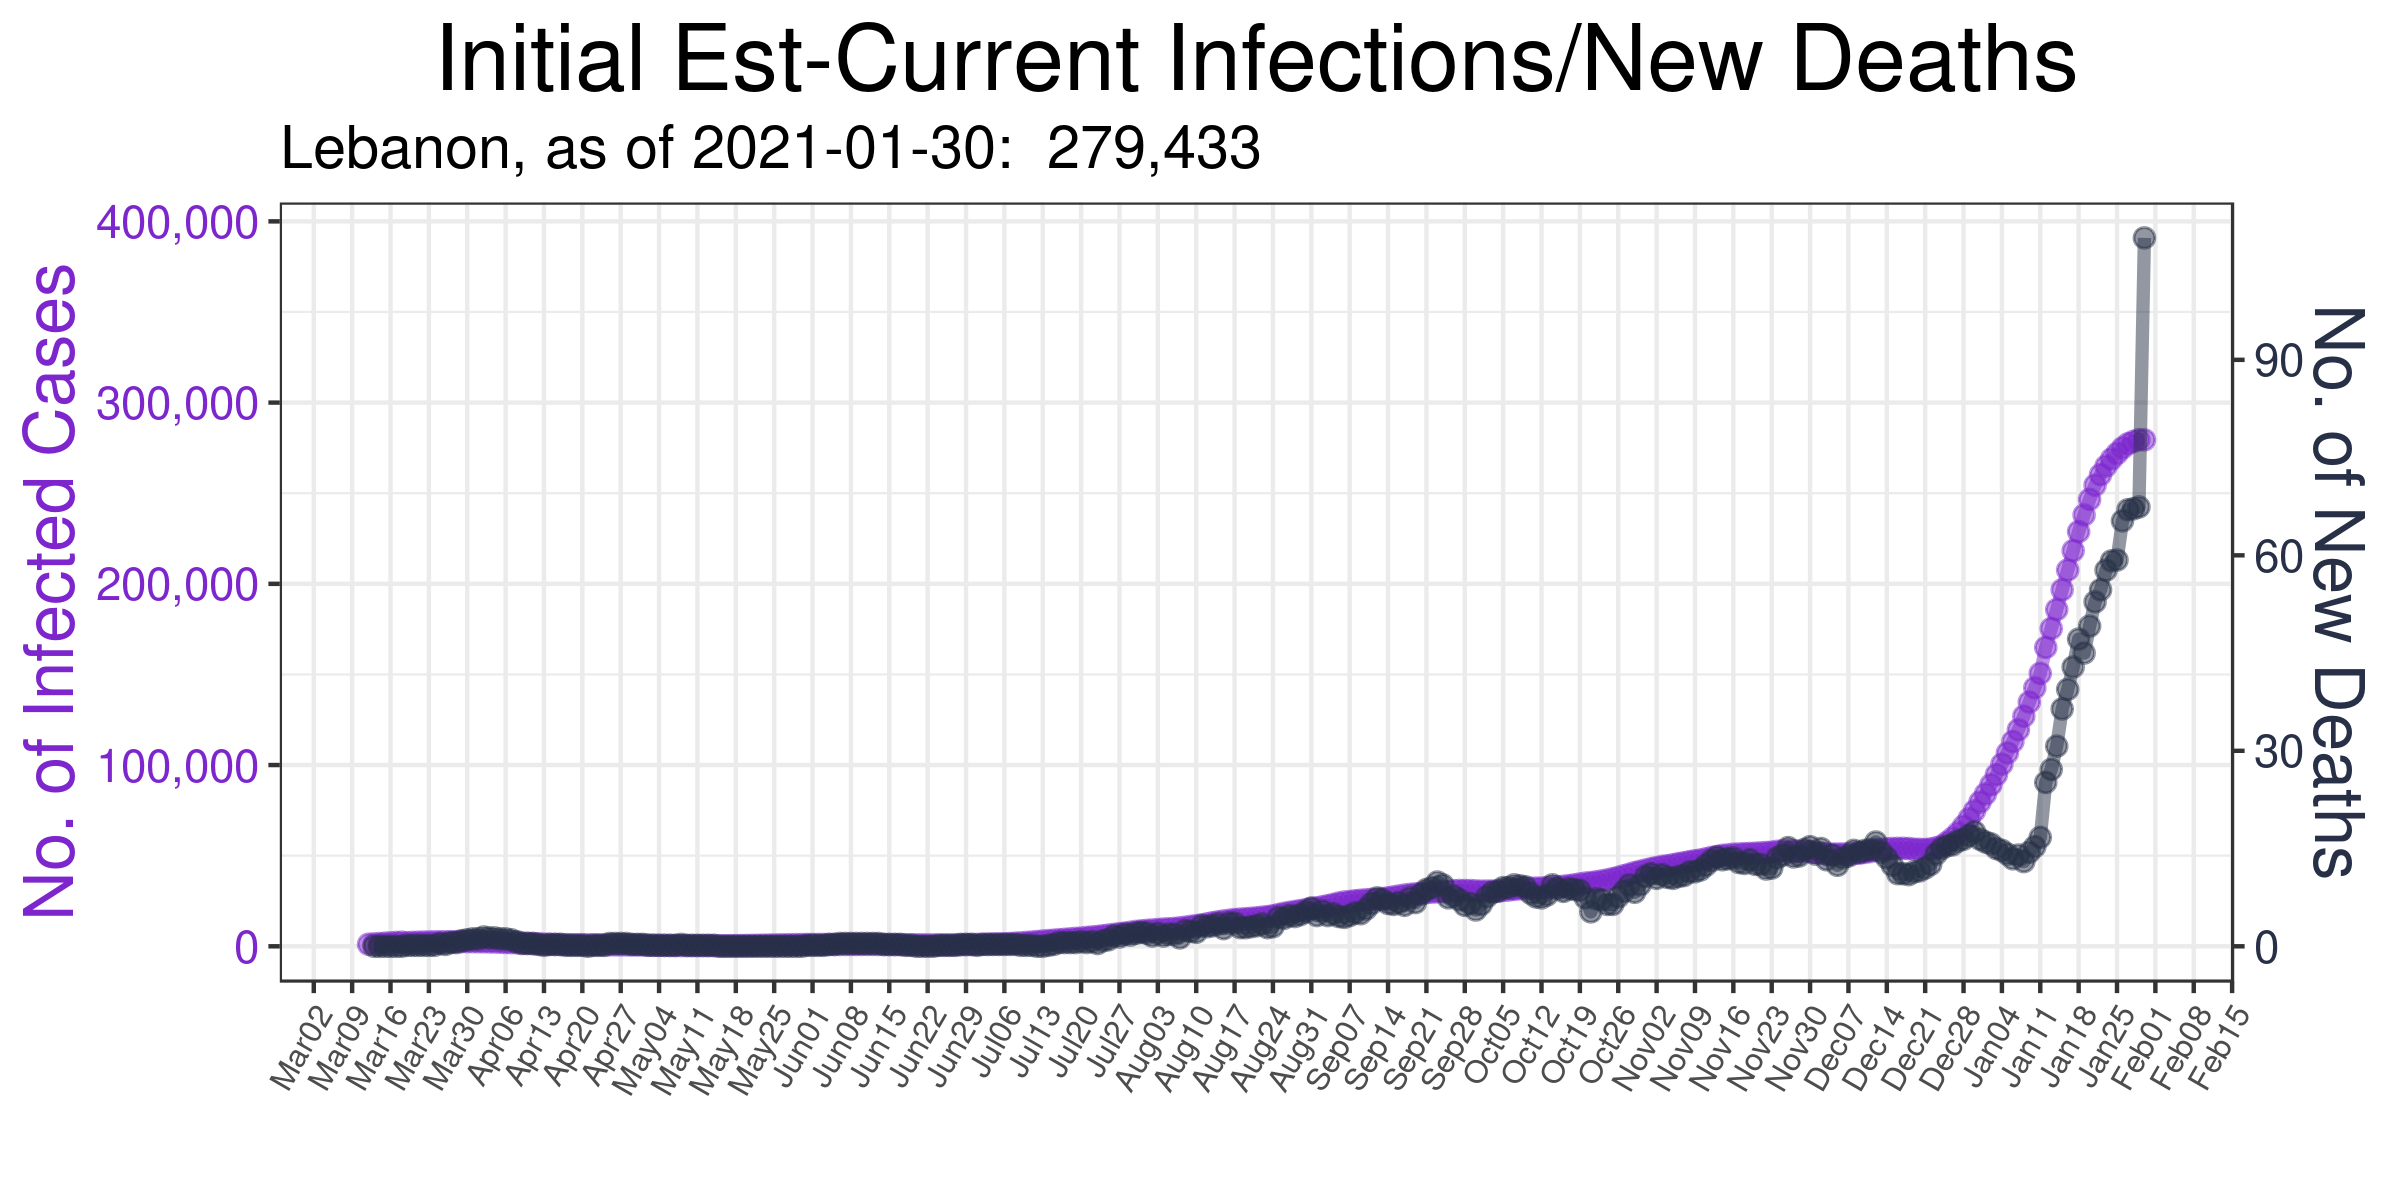 Initial Est-Current Infections/New Deaths
Lebanon, as of 2021-01-30:  279,433
No. of Infected Cases
400,000
300,000
200,000
100,000
0
No. of New Deaths
90
60
30
0
Mar02
Mar09
Mar16
Mar23
Mar30
Apr06
Apr13
Apr20
Apr27
May04
May11
May18
May25
Jun01
Jun08
Jun15
Jun22
Jun29
Jul06
Jul13
Jul20
Jul27
Aug03
Aug10
Aug17
Aug24
Aug31
Sep07
Sep14
Sep21
Sep28
Oct05
Oct12
Oct19
Oct26
Nov02
Nov09
Nov16
Nov23
Nov30
Dec07
Dec14
Dec21
Dec28
Jan04
Jan11
Jan18
Jan25
Feb01
Feb08
Feb15